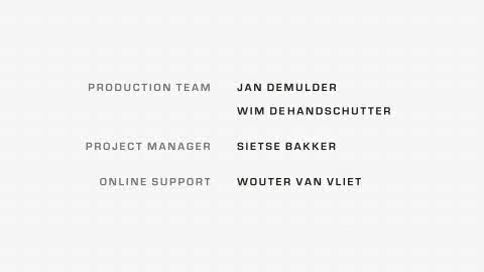 PRODUCTION TEAM JAN DEMULDER
WIM DEHANDSCHUTTER
PROJECT MANAGER SIETSE BAKKER
ONLINE SUPPORT WOUTER VAN VLIET